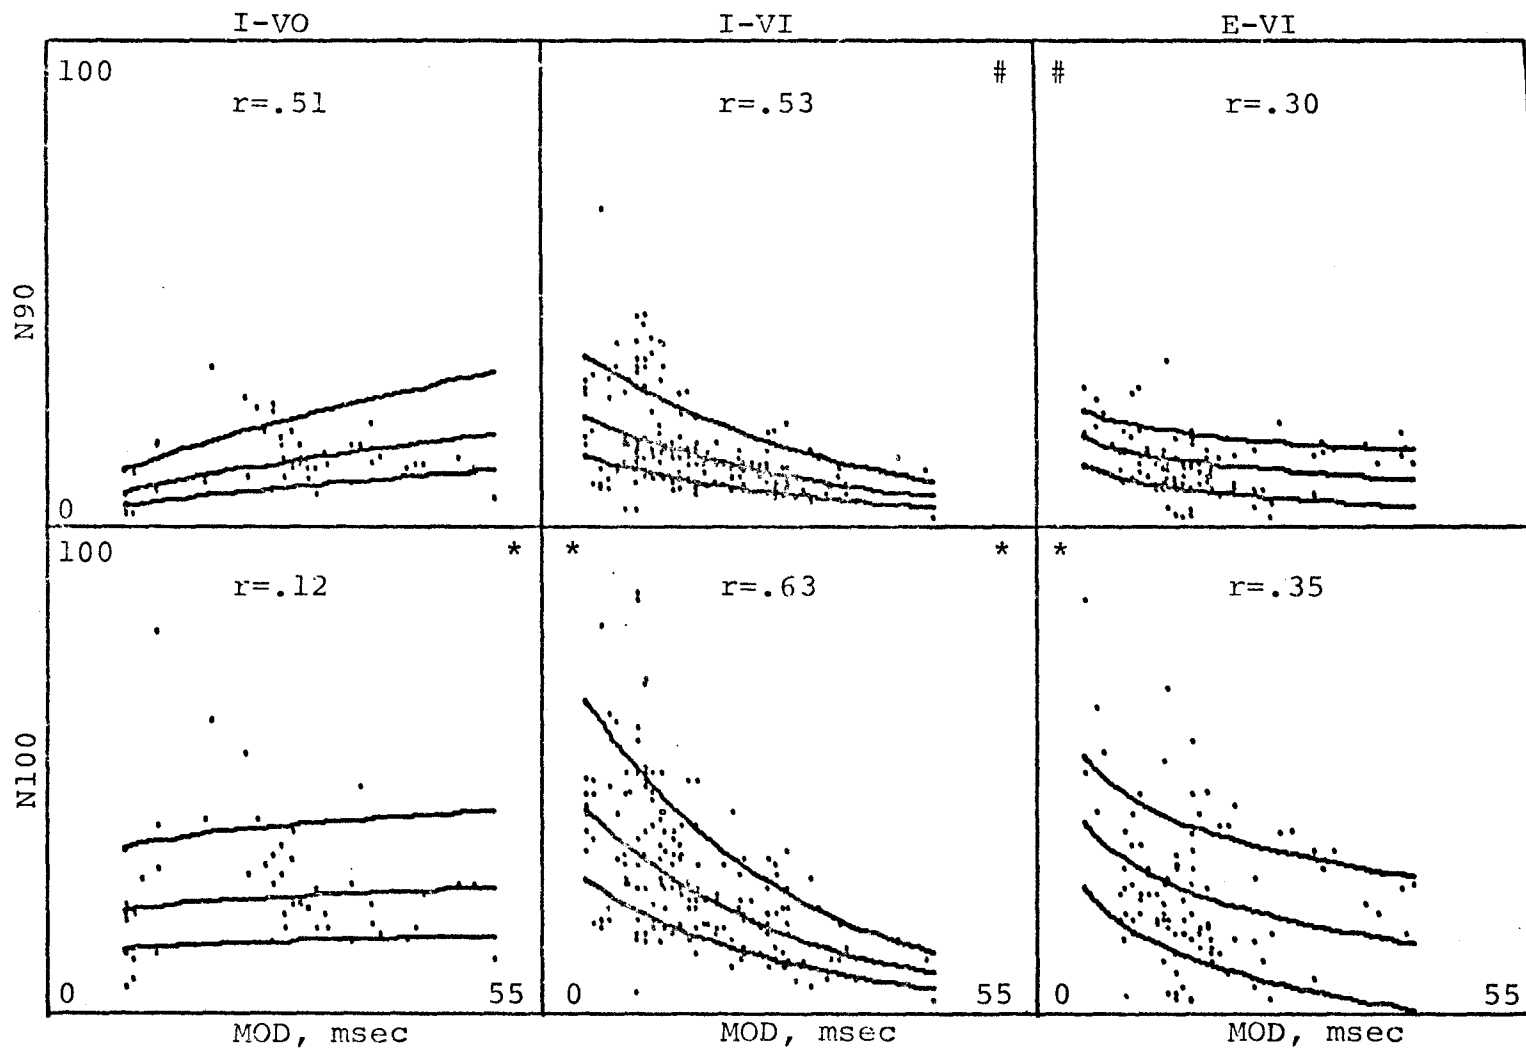 I-VO I-VI E-VI
100 # #
r=.51 r=.53 r=.30
N90
0
100 * * * *
r=.12 r=.63 r=.35
N100
0 55 0 55 0 55
MOD, msec MOD, msec MOD, msec